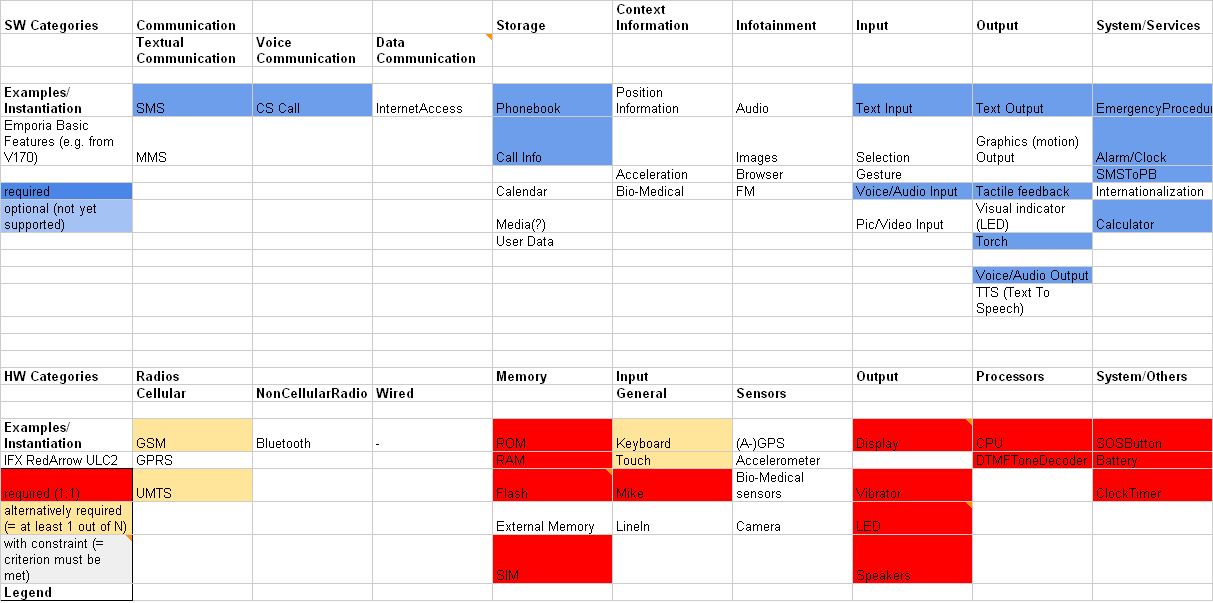 SW Categories Communication Storage Context Information Infotainment Input Output System/Services
Textual Communication Voice Communication Data Communication
Examples/ Instantiation SMS CS Call InternetAccess Phonebook Position Information Audio Text Input Text Output
Emporia Basic Features (e.g. from V170) MMS Call Info Images Selection Graphics (motion) Output Alarm/Clock
Acceleration Browser Gesture SMSToPB
required Calendar Bio-Medical FM Voice/Audio Input Tactile feedback Internationalization
optional (not yet supported) Media(?) Pic/Video Input Visual indicator (LED) Calculator
User Data Torch
Voice/Audio Output
TTS (Text To Speech)
HW Categories Radios Memory Input Output Processors System/Others
Cellular NonCellularRadio Wired General Sensors
Examples/ Instantiation GSM Bluetooth - ROM Keyboard (A-)GPS Display CPU SOSButton
IFX RedArrow ULC2 GPRS RAM Touch Accelerometer DTMFToneDecoder Battery
required (1:1) UMTS Flash Mike Bio-Medical sensors Vibrator ClockTimer
alternatively required (= at least 1 out of N) External Memory LineIn Camera LED
with constraint (= criterion must be met) SIM Speakers
Legend